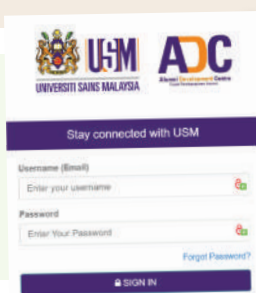 USM
UNIVERSITI SAINS MALAYSIA
ADC
Alumni Development Centre
Stay connected with USM
Username (Email)
Enter your username
Password
Enter Your Password
Forgot Password?
SIGN IN